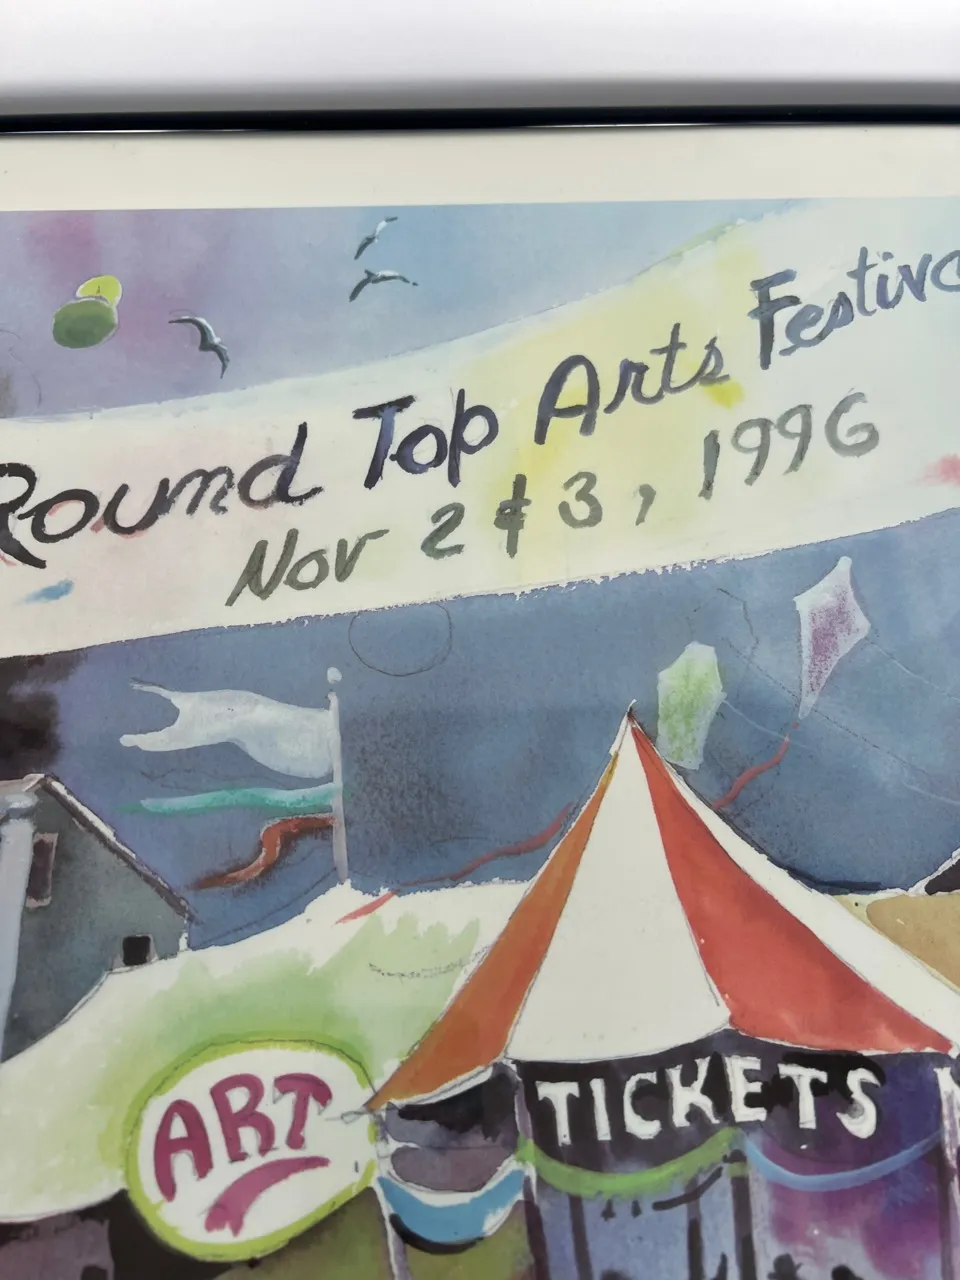 Round Top Arts Festiva
Nov 2 & 3, 1996
ART
TICKETS